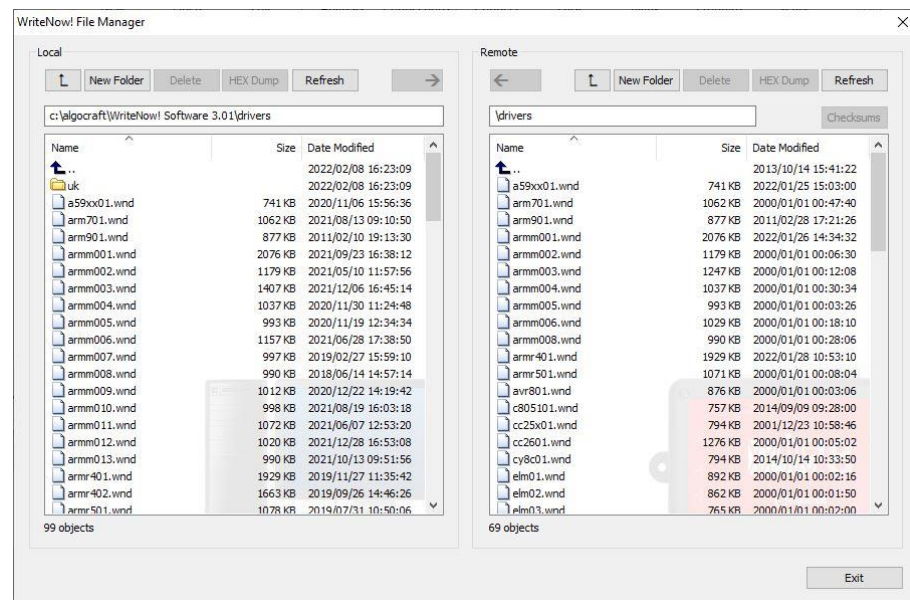 WriteNow! File Manager
Local
New Folder Delete HEX Dump Refresh
c:\algocraft\WriteNow! Software 3.01\drivers
Name Size Date Modified
.. 2022/02/08 16:23:09
uk 2022/02/08 16:23:09
a59xx01.wnd 741 KB 2020/11/06 15:56:36
arm701.wnd 1062 KB 2021/08/13 09:10:50
arm901.wnd 877 KB 2011/02/10 19:13:30
armm001.wnd 2076 KB 2021/09/23 16:38:12
armm002.wnd 1179 KB 2021/05/10 11:57:56
armm003.wnd 1407 KB 2021/12/06 16:45:14
armm004.wnd 1037 KB 2020/11/30 11:24:48
armm005.wnd 993 KB 2020/11/19 12:34:34
armm006.wnd 1157 KB 2021/06/28 17:38:50
armm007.wnd 997 KB 2019/02/27 15:59:10
armm008.wnd 990 KB 2018/06/14 14:57:14
armm009.wnd 1012 KB 2020/12/22 14:19:42
armm010.wnd 998 KB 2021/08/19 16:03:18
armm011.wnd 1072 KB 2021/06/07 12:53:20
armm012.wnd 1020 KB 2021/12/28 16:53:08
armm013.wnd 990 KB 2021/10/13 09:51:56
armr401.wnd 1929 KB 2019/11/27 11:35:42
armr402.wnd 1663 KB 2019/09/26 14:46:26
armr501.wnd 1078 KB 2019/07/31 10:50:06
99 objects
Remote
New Folder Delete HEX Dump Refresh
\drivers Checksums
Name Size Date Modified
.. 2013/10/14 15:41:22
a59xx01.wnd 741 KB 2022/01/25 15:03:00
arm701.wnd 1062 KB 2000/01/01 00:47:40
arm901.wnd 877 KB 2011/02/28 17:21:26
armm001.wnd 2076 KB 2022/01/26 14:34:32
armm002.wnd 1179 KB 2000/01/01 00:06:30
armm003.wnd 1247 KB 2000/01/01 00:12:08
armm004.wnd 1037 KB 2000/01/01 00:30:34
armm005.wnd 993 KB 2000/01/01 00:03:26
armm006.wnd 1029 KB 2000/01/01 00:18:10
armm008.wnd 990 KB 2000/01/01 00:28:06
armr401.wnd 1929 KB 2022/01/28 10:53:10
armr501.wnd 1071 KB 2000/01/01 00:08:04
avr801.wnd 876 KB 2000/01/01 00:03:06
c805101.wnd 757 KB 2014/09/09 09:28:00
cc25x01.wnd 794 KB 2001/12/23 10:58:46
cc2601.wnd 1276 KB 2000/01/01 00:05:02
cy8c01.wnd 794 KB 2014/10/14 10:33:50
elm01.wnd 892 KB 2000/01/01 00:02:16
elm02.wnd 862 KB 2000/01/01 00:01:50
elm03.wnd 765 KB 2000/01/01 00:02:00
69 objects
Exit